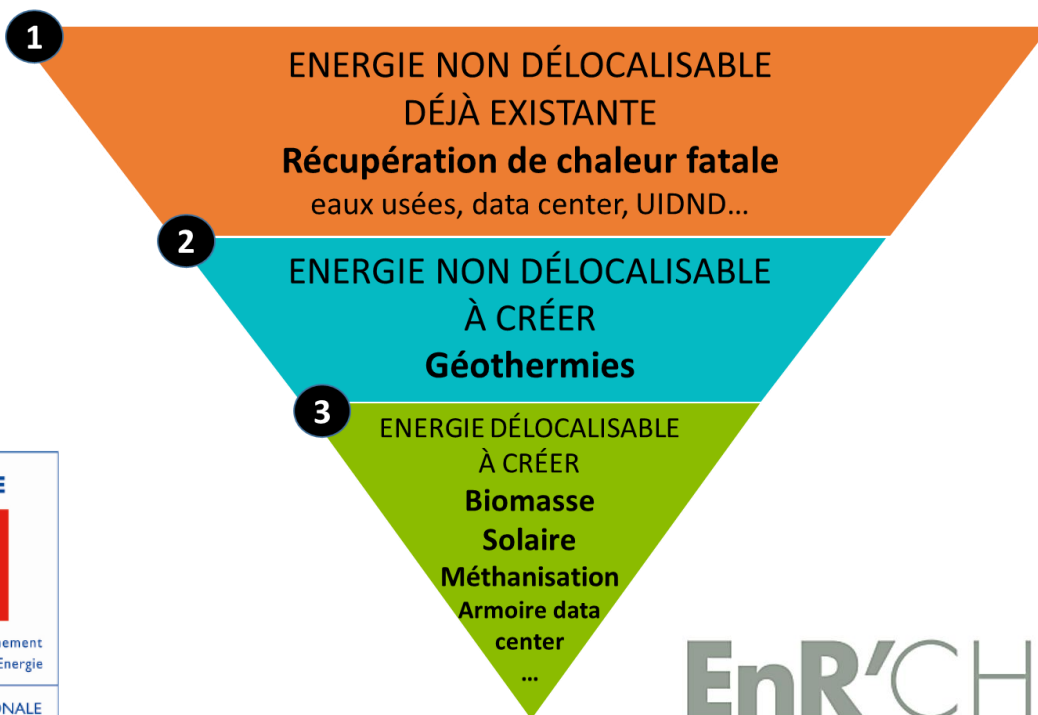 1
ENERGIE NON DÉLOCALISABLE
DÉJÀ EXISTANTE
Récupération de chaleur fatale
eaux usées, data center, UIDND…
2
ENERGIE NON DÉLOCALISABLE
À CRÉER
Géothermies
3
ENERGIE DÉLOCALISABLE
À CRÉER
Biomasse
Solaire
Méthanisation
Armoire data
center
…
Energie
EnR'CH